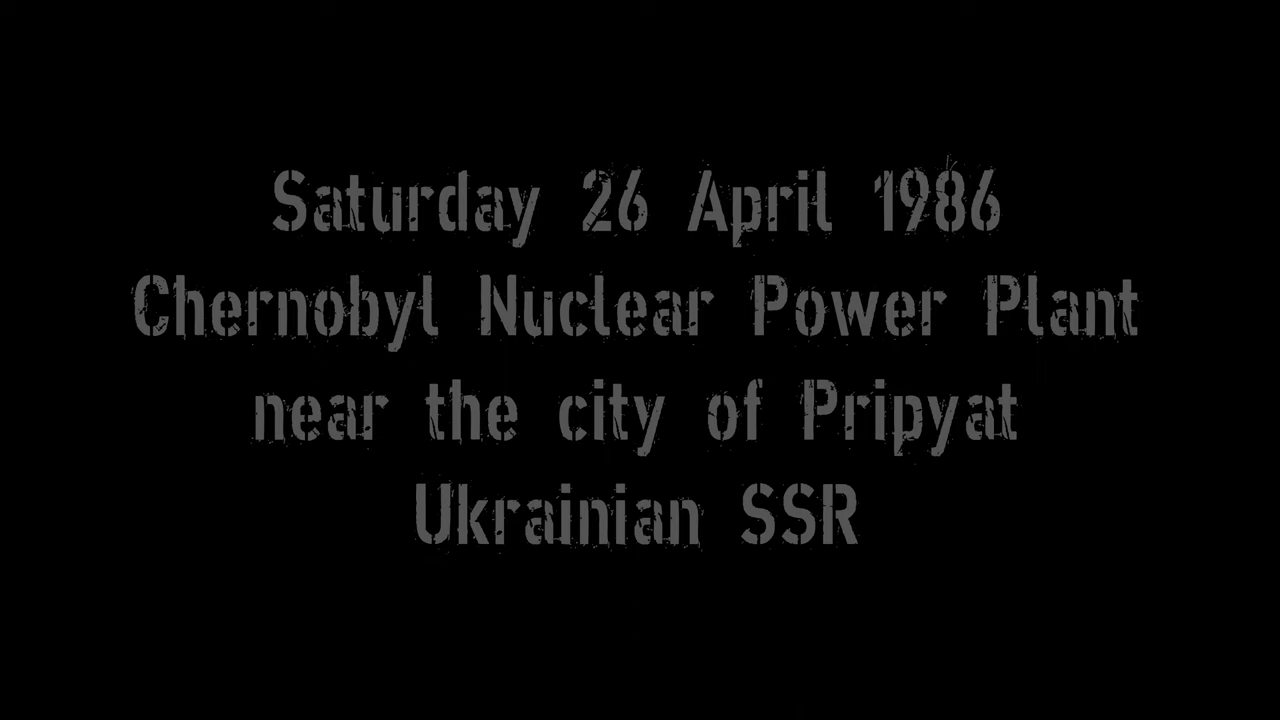 Saturday 26 April 1986
Chernobyl Nuclear Power Plant
near the city of Pripyat
Ukrainian SSR